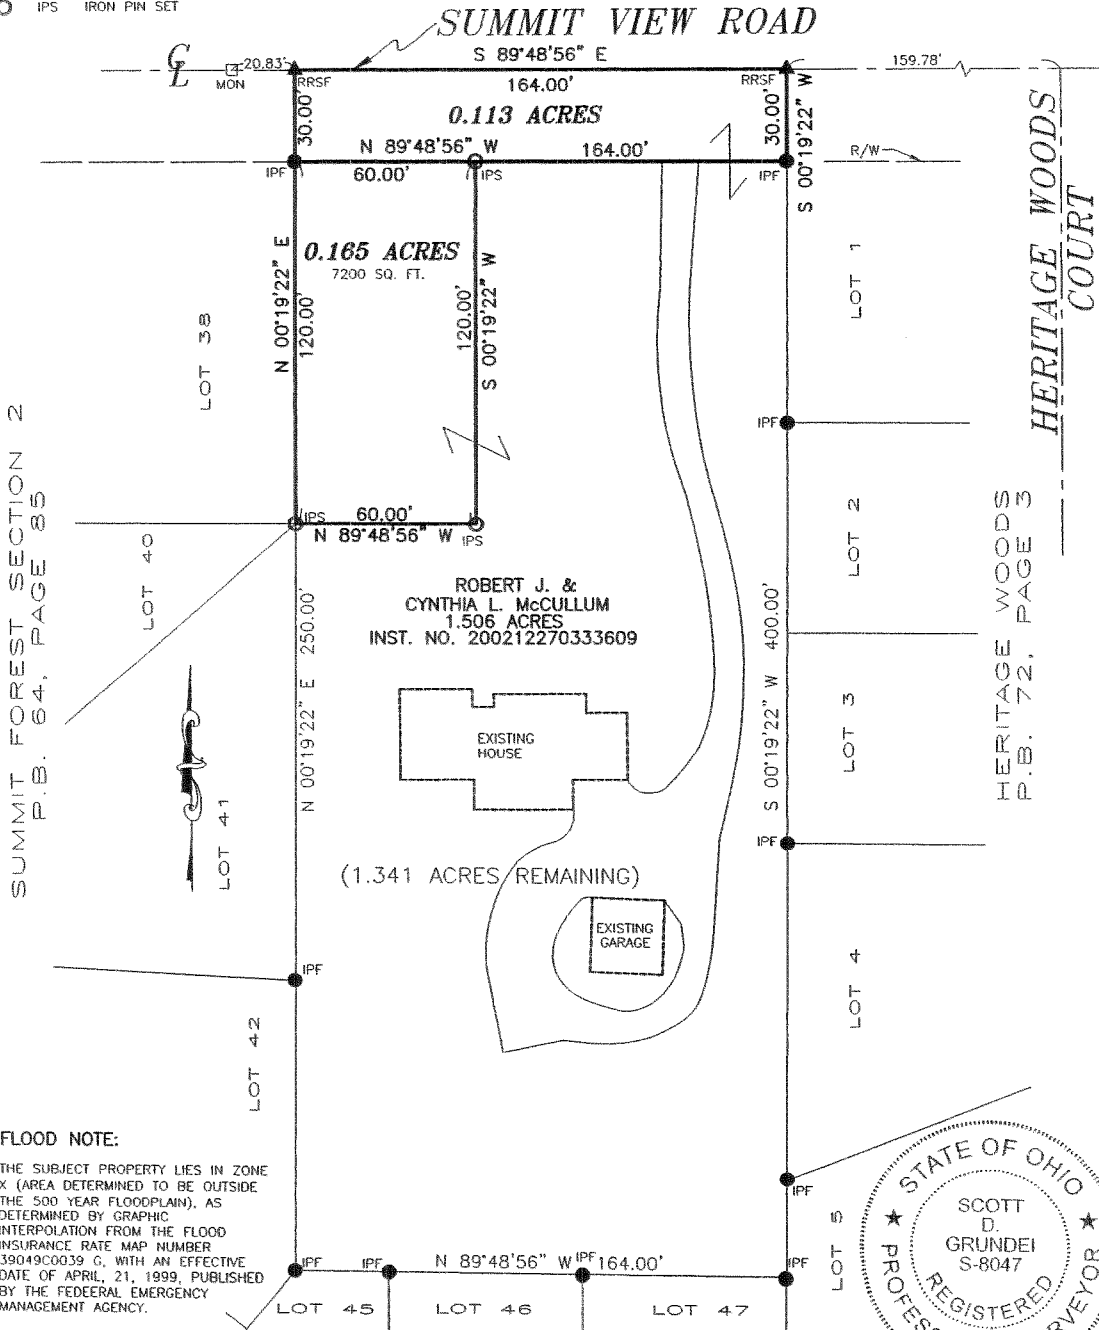 IPS IRON PIN SET
SUMMIT VIEW ROAD
S 89°48'56" E
CL
MON
20.83'
RRSF
164.00'
RRSF
159.78'
30.00'
0.113 ACRES
30.00'
S 00°19'22" W
N 89°48'56" W
164.00'
R/W
IPF
60.00'
IPS
IPF
HERITAGE WOODS
COURT
0.165 ACRES
7200 SQ. FT.
N 00°19'22" E
120.00'
120.00'
S 00°19'22" W
LOT 38
LOT 1
IPF
SUMMIT FOREST SECTION 2
P.B. 64, PAGE 85
IPS
60.00'
N 89°48'56" W
IPS
LOT 40
LOT 2
HERITAGE WOODS
P.B. 72, PAGE 3
ROBERT J. &
CYNTHIA L. McCULLUM
1.506 ACRES
INST. NO. 200212270333609
N 00°19'22" E 250.00'
S 00°19'22" W 400.00'
EXISTING
HOUSE
LOT 3
LOT 41
IPF
(1.341 ACRES REMAINING)
EXISTING
GARAGE
IPF
LOT 4
LOT 42
FLOOD NOTE:
THE SUBJECT PROPERTY LIES IN ZONE
X (AREA DETERMINED TO BE OUTSIDE
THE 500 YEAR FLOODPLAIN), AS
DETERMINED BY GRAPHIC
INTERPOLATION FROM THE FLOOD
INSURANCE RATE MAP NUMBER
39049C0039 G, WITH AN EFFECTIVE
DATE OF APRIL, 21, 1999, PUBLISHED
BY THE FEDEERAL EMERGENCY
MANAGEMENT AGENCY.
IPF
IPF
IPF
N 89°48'56" W
IPF
164.00'
IPF
LOT 45
LOT 46
LOT 47
LOT 5
STATE OF OHIO
SCOTT
D.
GRUNDEI
S-8047
REGISTERED